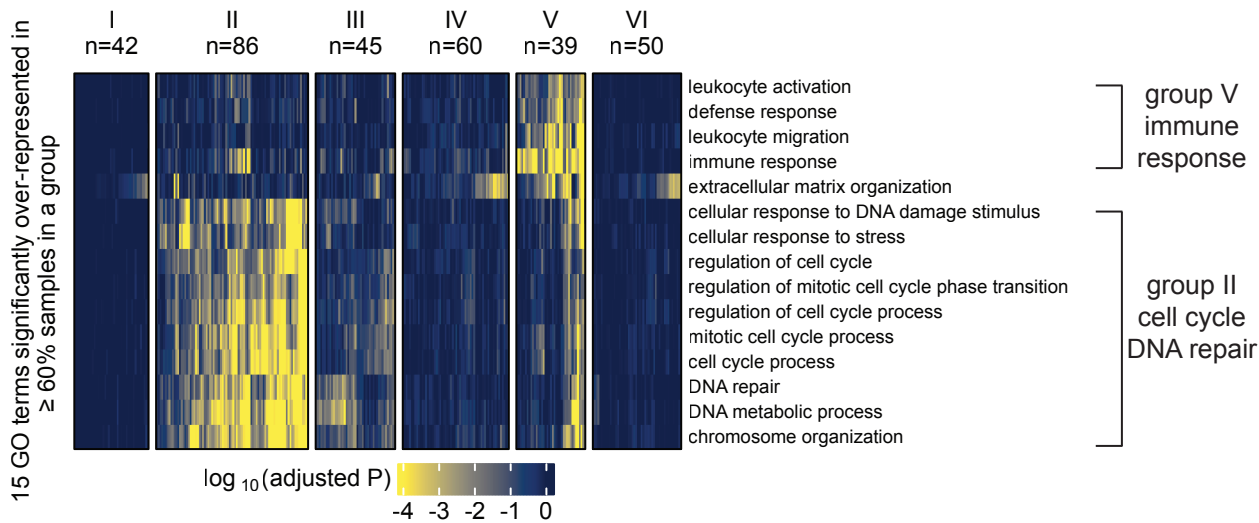 15 GO terms significantly over-represented in
≥ 60% samples in a group
I
n=42
II
n=86
III
n=45
IV
n=60
V
n=39
VI
n=50
leukocyte activation
defense response
leukocyte migration
immune response
extracellular matrix organization
cellular response to DNA damage stimulus
cellular response to stress
regulation of cell cycle
regulation of mitotic cell cycle phase transition
regulation of cell cycle process
mitotic cell cycle process
cell cycle process
DNA repair
DNA metabolic process
chromosome organization
group V
immune
response
group II
cell cycle
DNA repair
log 10 (adjusted P)
-4 -3 -2 -1 0